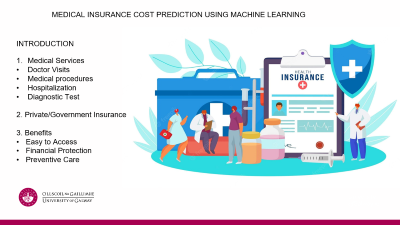 MEDICAL INSURANCE COST PREDICTION USING MACHINE LEARNING
INTRODUCTION
1. Medical Services
• Doctor Visits
• Medical procedures
• Hospitalization
• Diagnostic Test
2. Private/Government Insurance
3. Benefits
• Easy to Access
• Financial Protection
• Preventive Care
HEALTH
INSURANCE
OLLSCOIL NA GAILLIMHE
UNIVERSITY OF GALWAY